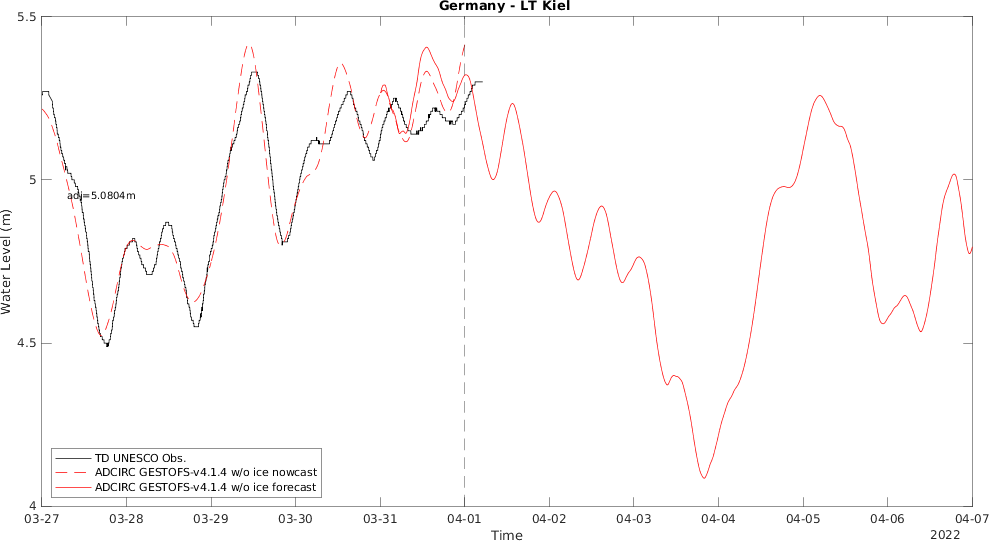 Germany - LT Kiel
5.5
5
4.5
4
Water Level (m)
adj=5.0804m
TD UNESCO Obs.
ADCIRC GESTOFS-v4.1.4 w/o ice nowcast
ADCIRC GESTOFS-v4.1.4 w/o ice forecast
03-27 03-28 03-29 03-30 03-31 04-01 04-02 04-03 04-04 04-05 04-06 04-07
Time
2022